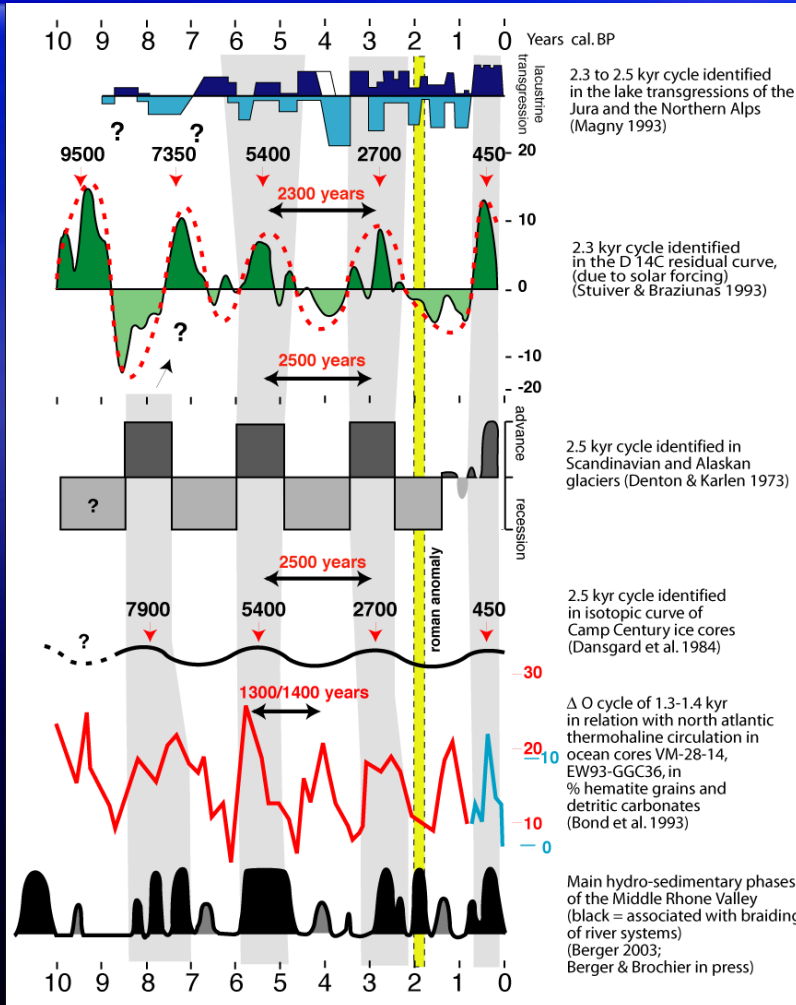 10 9 8 7 6 5 4 3 2 1 0 Years cal. BP
lacustrine
transgression
2.3 to 2.5 kyr cycle identified
in the lake transgressions of the
Jura and the Northern Alps
(Magny 1993)
? ?
20
9500 7350 5400 2700 450
2300 years
10
2.3 kyr cycle identified
in the D 14C residual curve,
(due to solar forcing)
(Stuiver & Braziunas 1993)
0
?
-10
2500 years
-20
advance
recession
2.5 kyr cycle identified in
Scandinavian and Alaskan
glaciers (Denton & Karlen 1973)
?
2500 years
roman anomaly
7900 5400 2700 450
2.5 kyr cycle identified
in isotopic curve of
Camp Century ice cores
(Dansgard et al. 1984)
?
30
1300/1400 years
20
10
10
0
Δ O cycle of 1.3-1.4 kyr
in relation with north atlantic
thermohaline circulation in
ocean cores VM-28-14,
EW93-GGC36, in
% hematite grains and
detritic carbonates
(Bond et al. 1993)
Main hydro-sedimentary phases
of the Middle Rhone Valley
(black = associated with braiding
of river systems)
(Berger 2003;
Berger & Brochier in press)
10 9 8 7 6 5 4 3 2 1 0